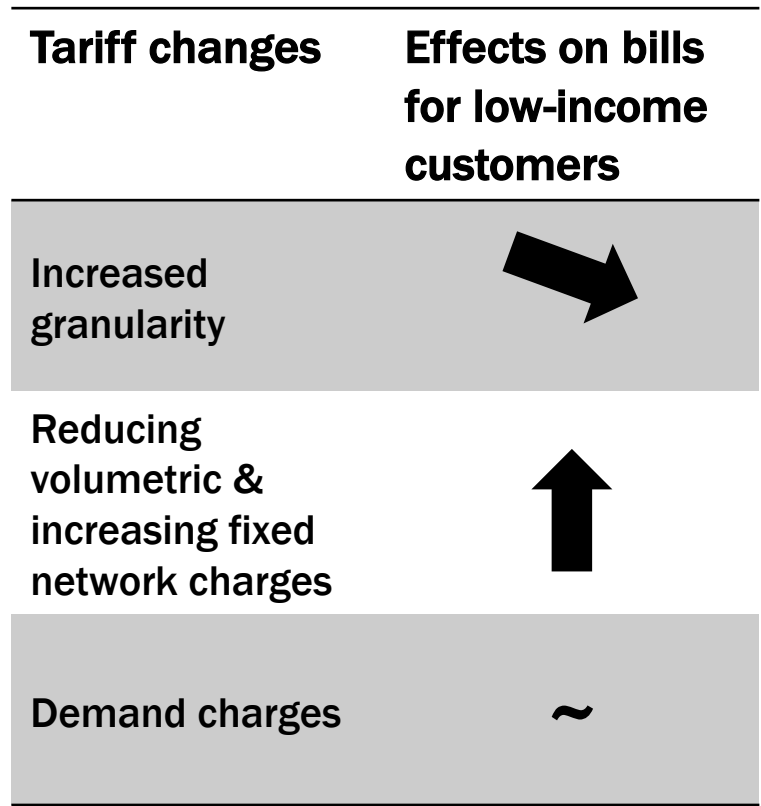 Tariff changes
Effects on bills
for low-income
customers
Increased
granularity
Reducing
volumetric &
increasing fixed
network charges
Demand charges
~